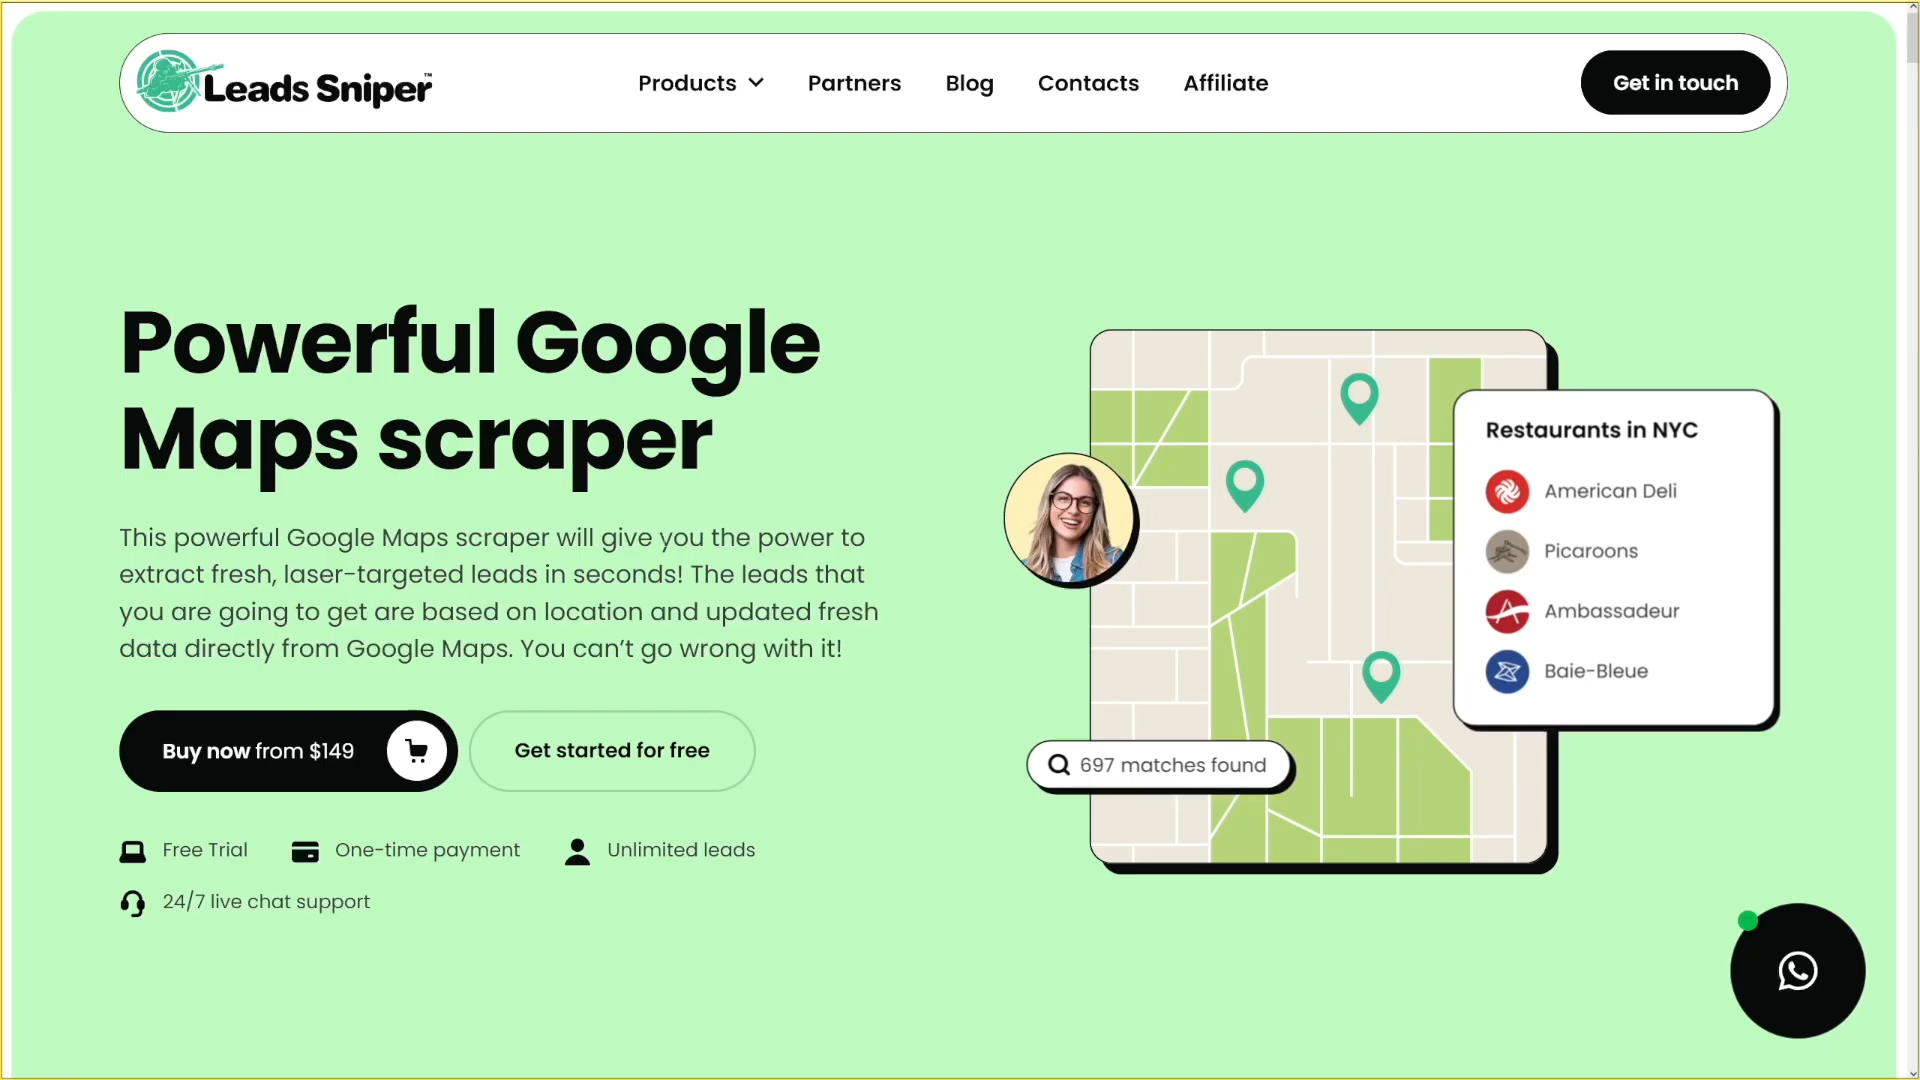 Leads Sniper™
Products
Partners
Blog
Contacts
Affiliate
Get in touch
Powerful Google
Maps scraper
This powerful Google Maps scraper will give you the power to
extract fresh, laser-targeted leads in seconds! The leads that
you are going to get are based on location and updated fresh
data directly from Google Maps. You can’t go wrong with it!
Buy now from $149
Get started for free
Free Trial
One-time payment
Unlimited leads
24/7 live chat support
Restaurants in NYC
American Deli
Picaroons
Ambassadeur
Baie-Bleue
697 matches found